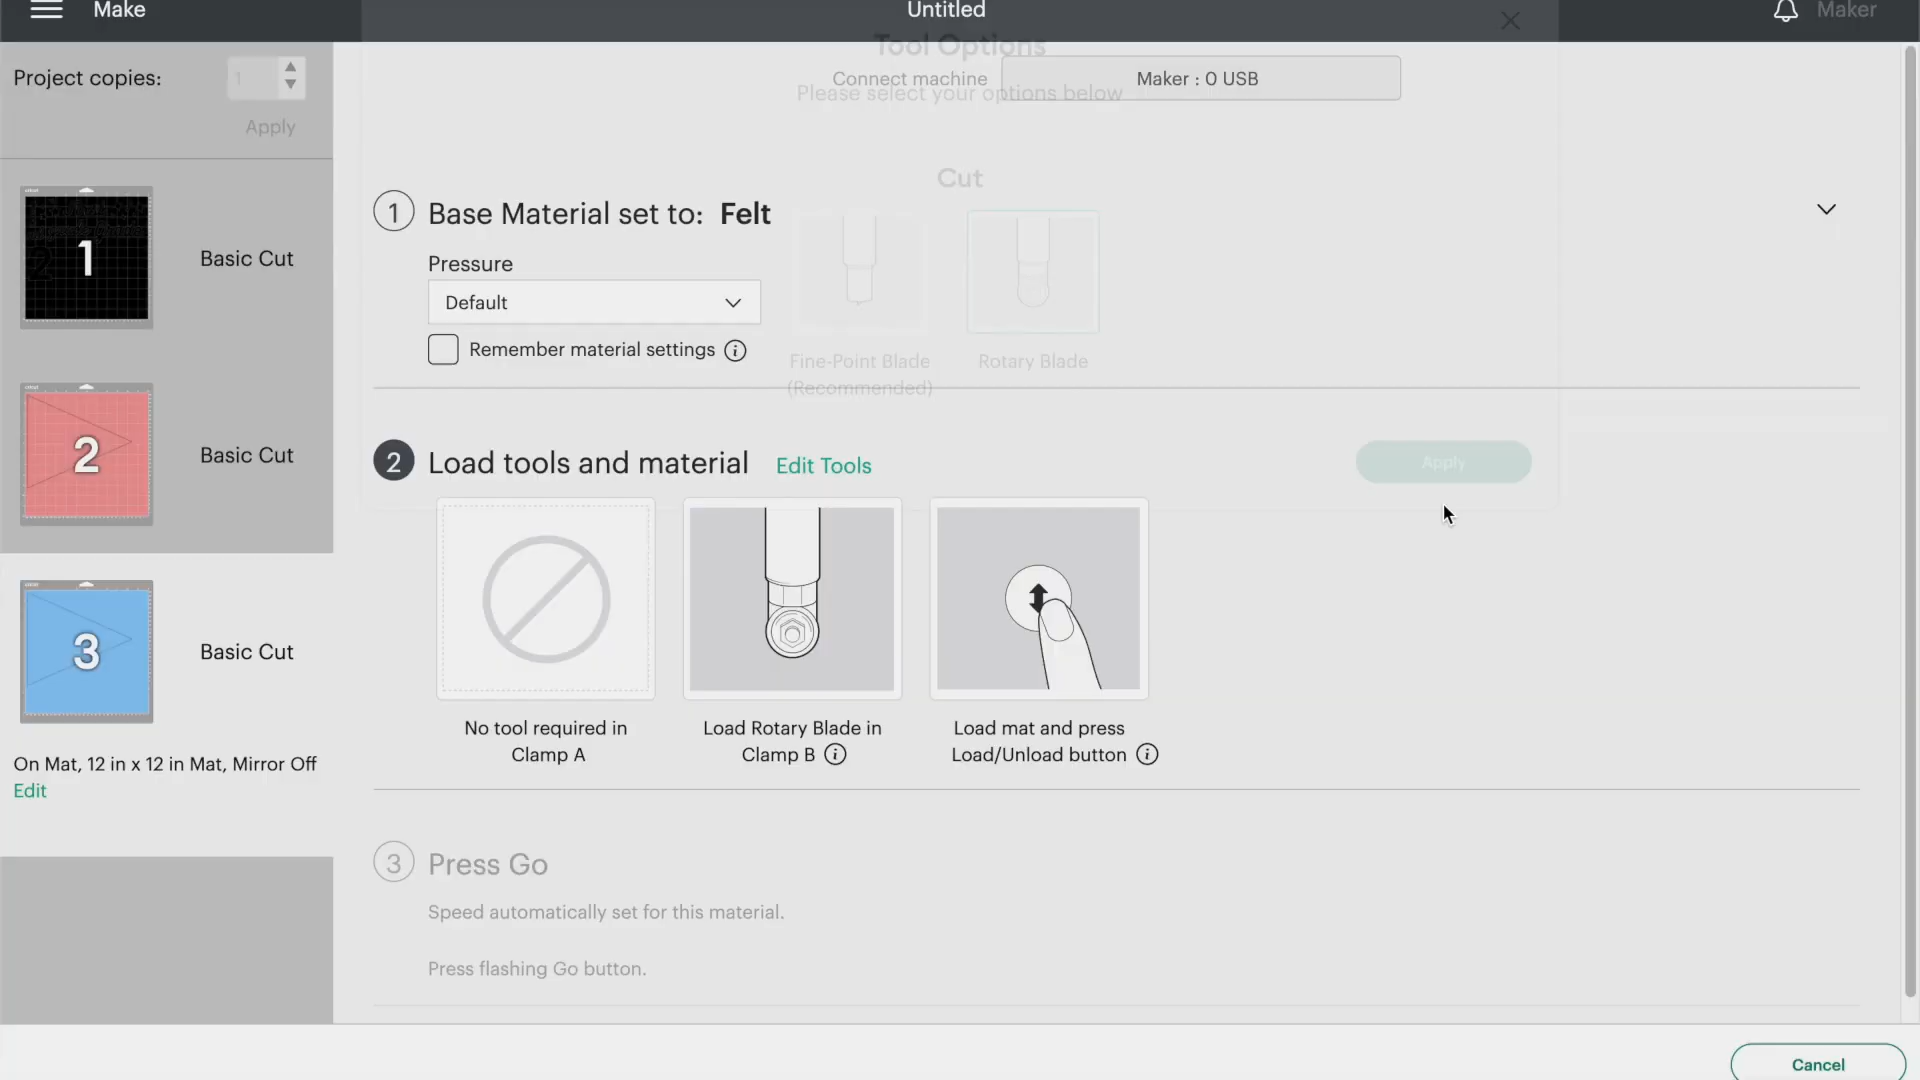 Make
Untitled
Maker
Tool Options
Project copies:
1
Connect machine
Maker : 0 USB
Please select your options below
Apply
Cut
1 Base Material set to: Felt
Pressure
Default
Remember material settings
Fine-Point Blade
(Recommended)
Rotary Blade
1
Basic Cut
2
Basic Cut
3
Basic Cut
On Mat, 12 in x 12 in Mat, Mirror Off
Edit
2 Load tools and material Edit Tools
Apply
No tool required in
Clamp A
Load Rotary Blade in
Clamp B
Load mat and press
Load/Unload button
3 Press Go
Speed automatically set for this material.
Press flashing Go button.
Cancel